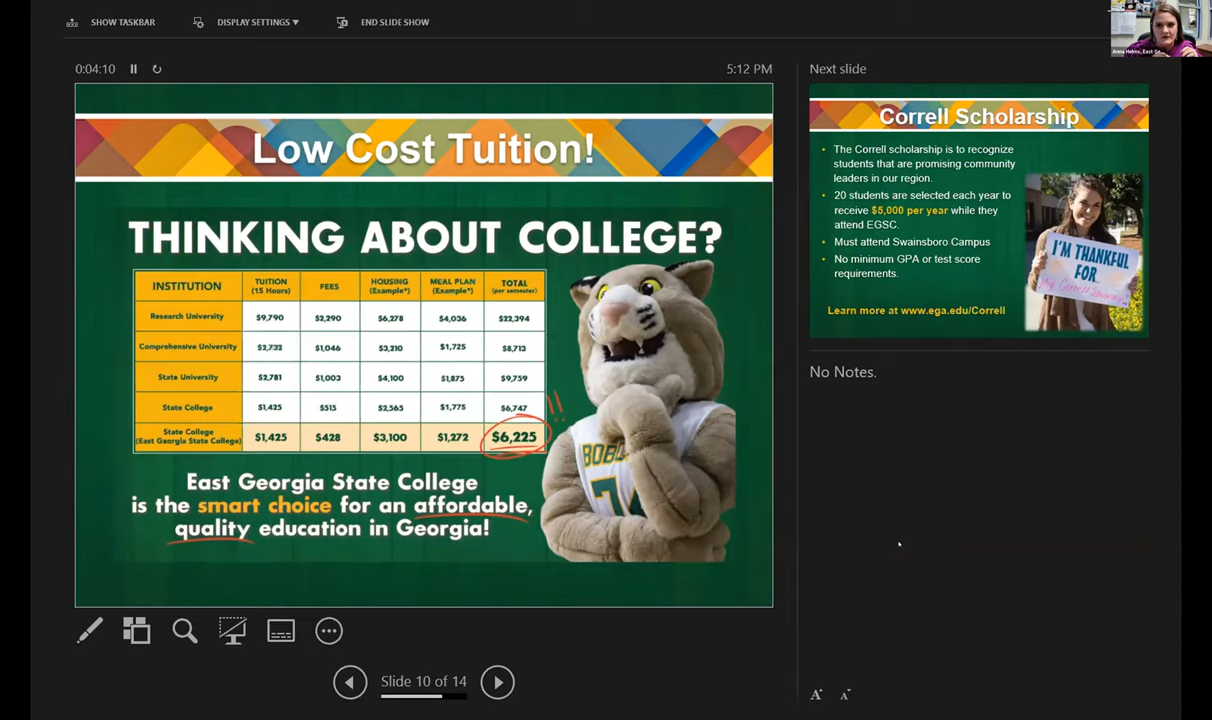 SHOW TASKBAR
DISPLAY SETTINGS ▾
END SLIDE SHOW
Anna Helms, East Ge...
0:04:10
5:12 PM
Low Cost Tuition!
THINKING ABOUT COLLEGE?
INSTITUTION TUITION (15 Hours) FEES HOUSING (Example*) MEAL PLAN (Example*) TOTAL (per semester)
Research University $9,790 $2,290 $6,278 $4,036 $22,394
Comprehensive University $2,732 $1,046 $3,210 $1,725 $8,713
State University $2,781 $1,003 $4,100 $1,875 $9,759
State College $1,425 $515 $2,565 $1,775 $6,747
State College (East Georgia State College) $1,425 $428 $3,100 $1,272 $6,225
!!
East Georgia State College
is the smart choice for an affordable,
quality education in Georgia!
BOBC
7
Slide 10 of 14
Next slide
Correll Scholarship
• The Correll scholarship is to recognize
students that are promising community
leaders in our region.
• 20 students are selected each year to
receive $5,000 per year while they
attend EGSC.
• Must attend Swainsboro Campus
• No minimum GPA or test score
requirements.
Learn more at www.ega.edu/Correll
I'M THANKFUL
FOR
My Correll
No Notes.
A A